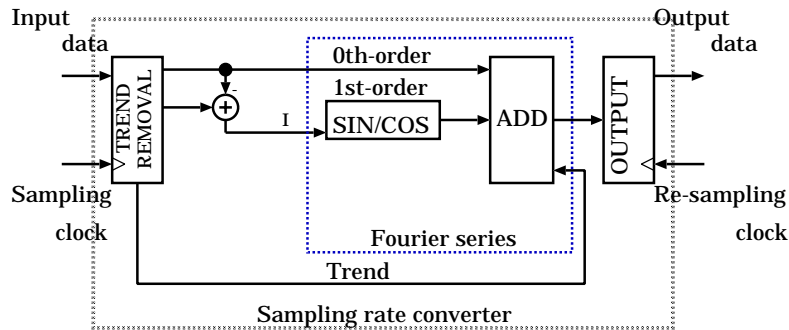 Input
data
Output
data
0th-order
1st-order
TREND
REMOVAL
-
+
I
SIN/COS
ADD
OUTPUT
Sampling
clock
Re-sampling
clock
Fourier series
Trend
Sampling rate converter